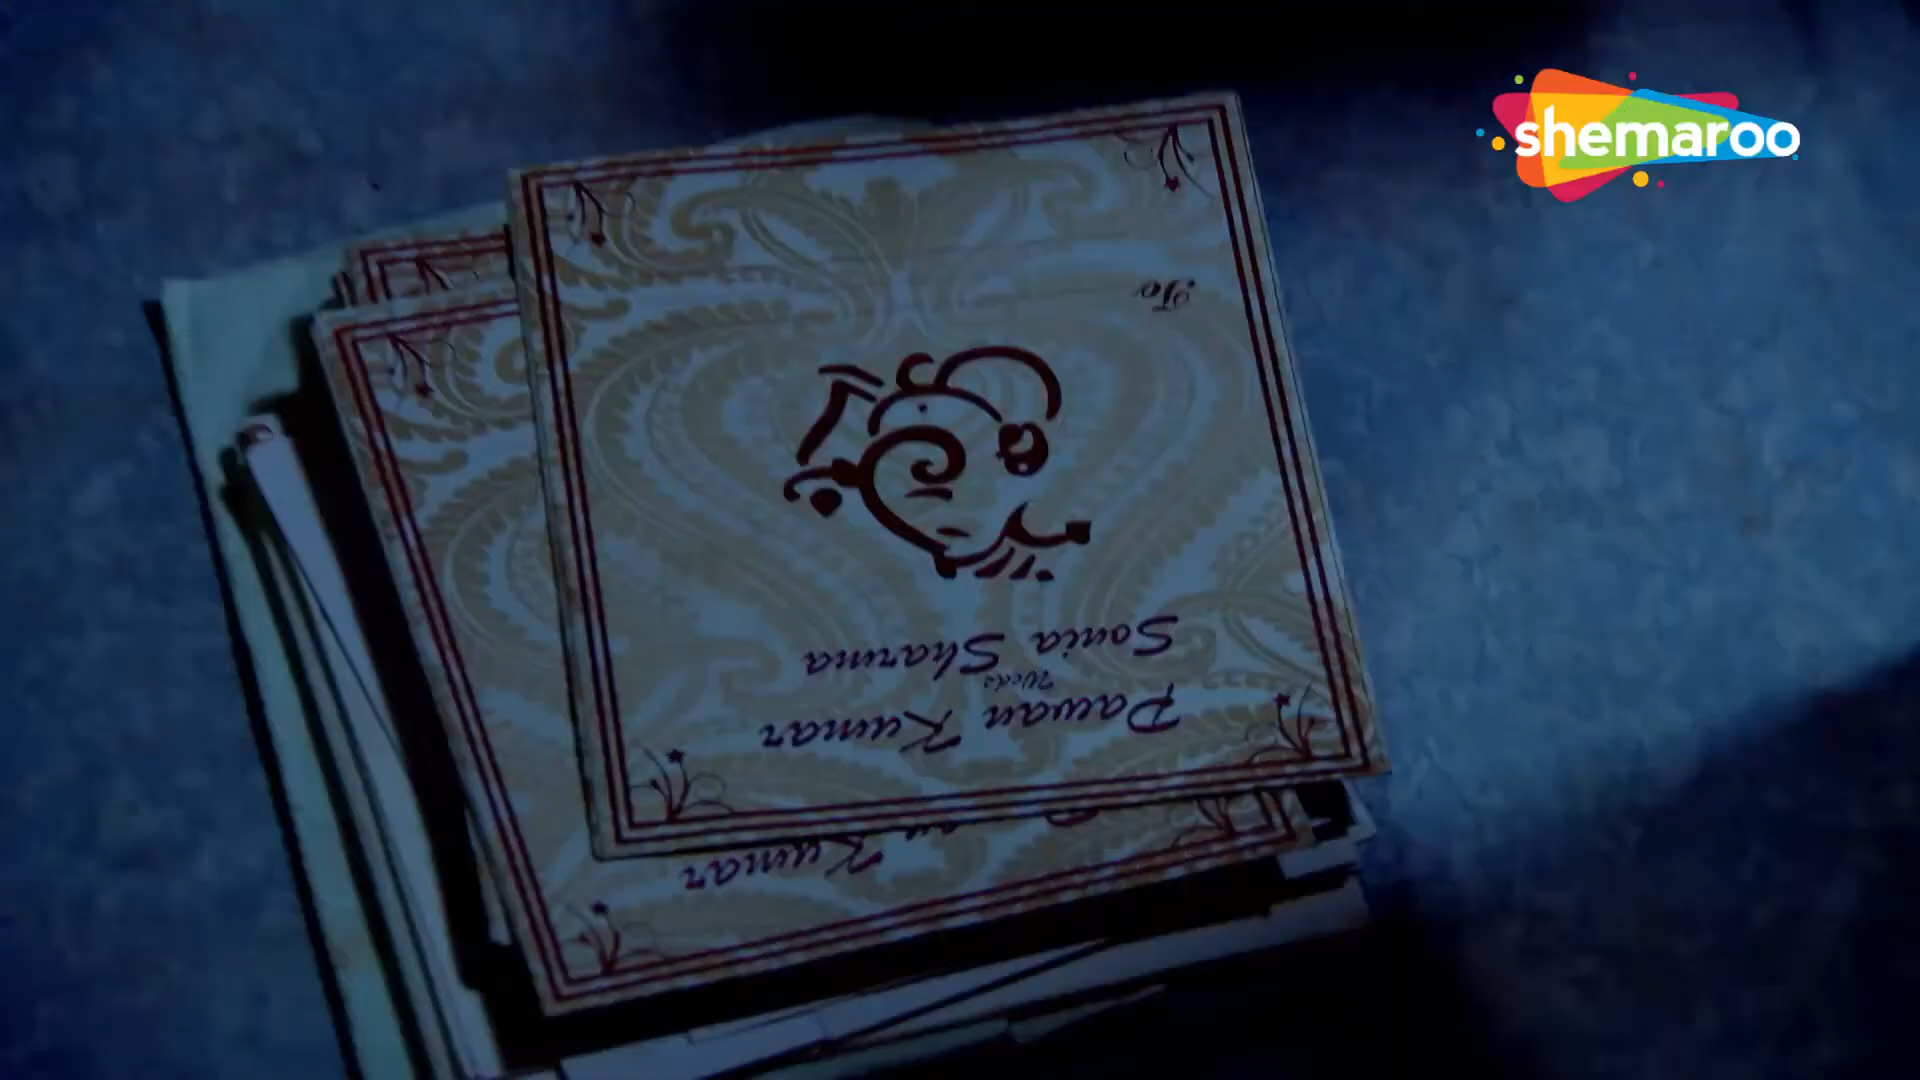 shemaroo
To
Pawan Kumar
Weds
Sonia Sharma
Kumar